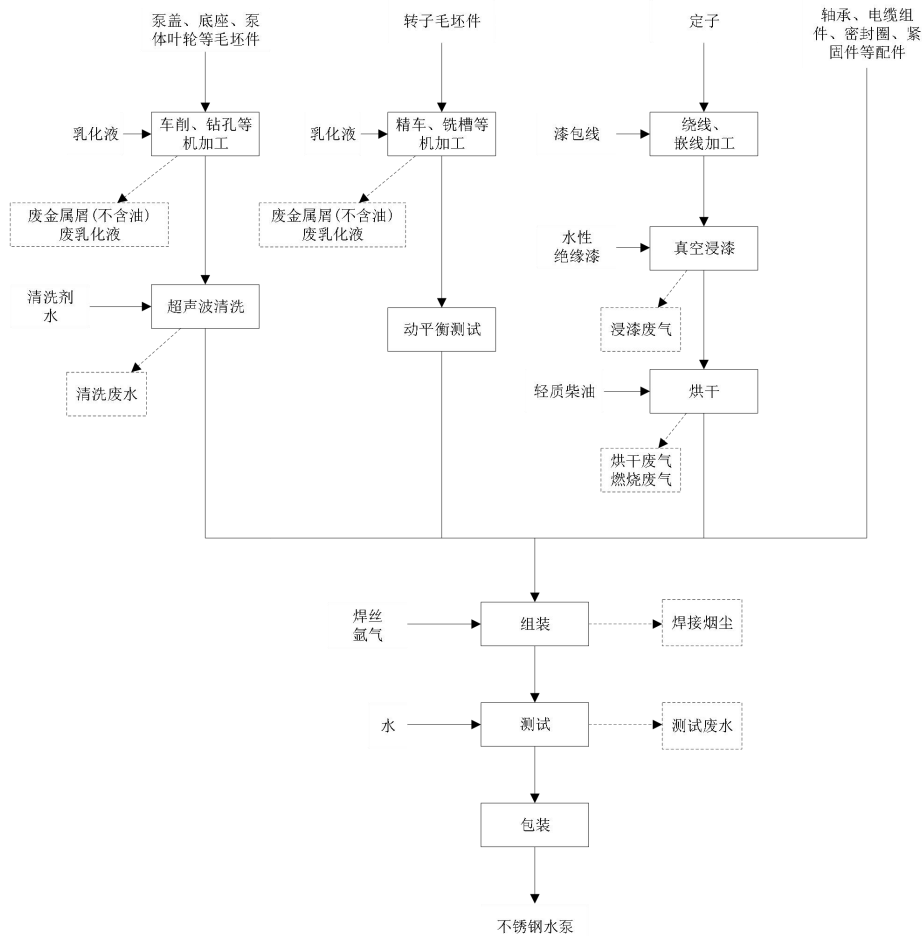 泵盖、底座、泵
体叶轮等毛坯件
转子毛坯件
定子
轴承、电缆组
件、密封圈、紧
固件等配件
乳化液
车削、钻孔等
机加工
乳化液
精车、铣槽等
机加工
漆包线
绕线、
嵌线加工
废金属屑(不含油)
废乳化液
废金属屑(不含油)
废乳化液
水性
绝缘漆
真空浸漆
清洗剂
水
超声波清洗
动平衡测试
浸漆废气
清洗废水
轻质柴油
烘干
烘干废气
燃烧废气
焊丝
氩气
组装
焊接烟尘
水
测试
测试废水
包装
不锈钢水泵